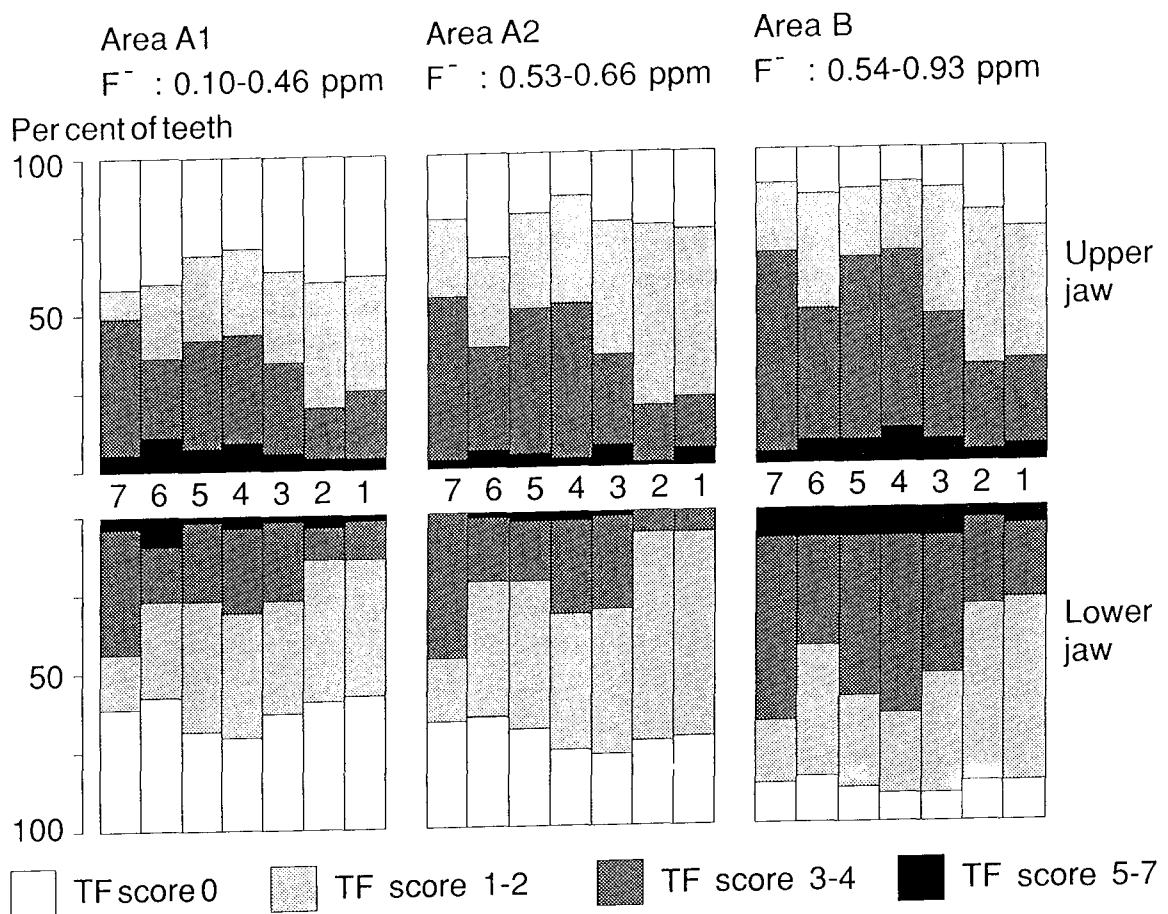 Area A1
F⁻ : 0.10-0.46 ppm
Area A2
F⁻ : 0.53-0.66 ppm
Area B
F⁻ : 0.54-0.93 ppm
Per cent of teeth
100
50
Upper
jaw
7 6 5 4 3 2 1
7 6 5 4 3 2 1
7 6 5 4 3 2 1
50
100
Lower
jaw
TF score 0
TF score 1-2
TF score 3-4
TF score 5-7